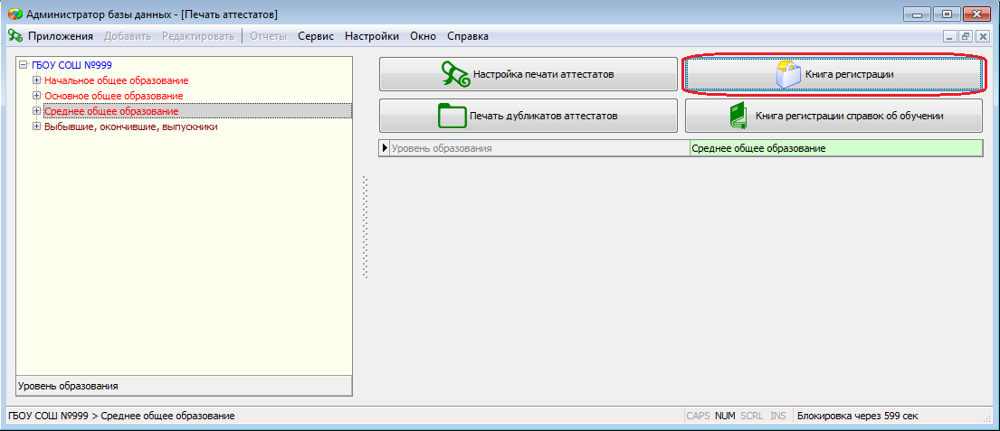 Администратор базы данных - [Печать аттестатов]
Приложения Добавить Редактировать Отчеты Сервис Настройки Окно Справка
ГБОУ СОШ №999
Начальное общее образование
Основное общее образование
Среднее общее образование
Выбывшие, окончившие, выпускники
Уровень образования
Настройка печати аттестатов
Книга регистрации
Печать дубликатов аттестатов
Книга регистрации справок об обучении
Уровень образования Среднее общее образование
ГБОУ СОШ №999 > Среднее общее образование CAPS NUM SCRL INS Блокировка через 599 сек